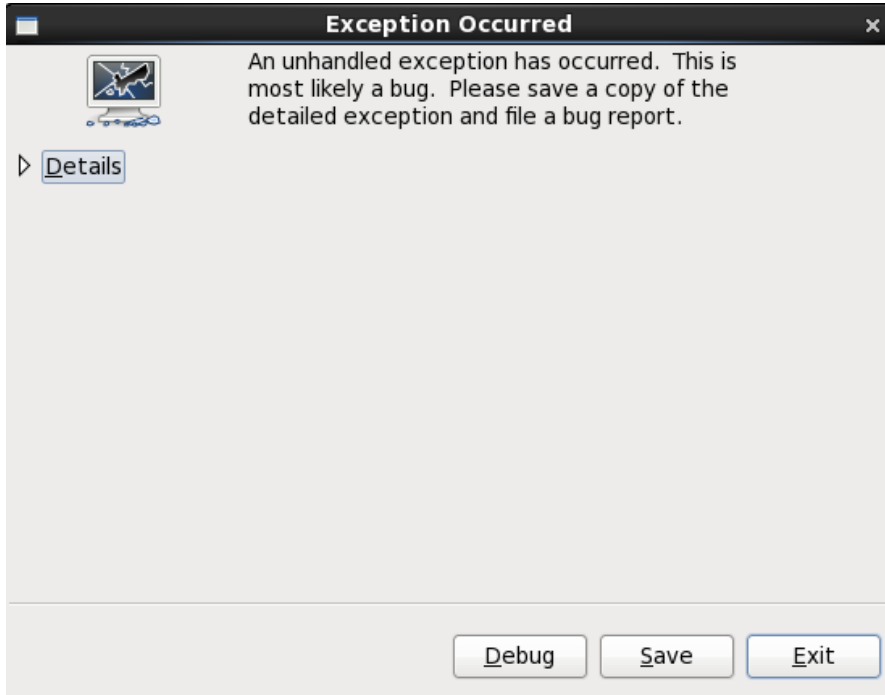 Exception Occurred
An unhandled exception has occurred.  This is
most likely a bug.  Please save a copy of the
detailed exception and file a bug report.
Details
Debug
Save
Exit